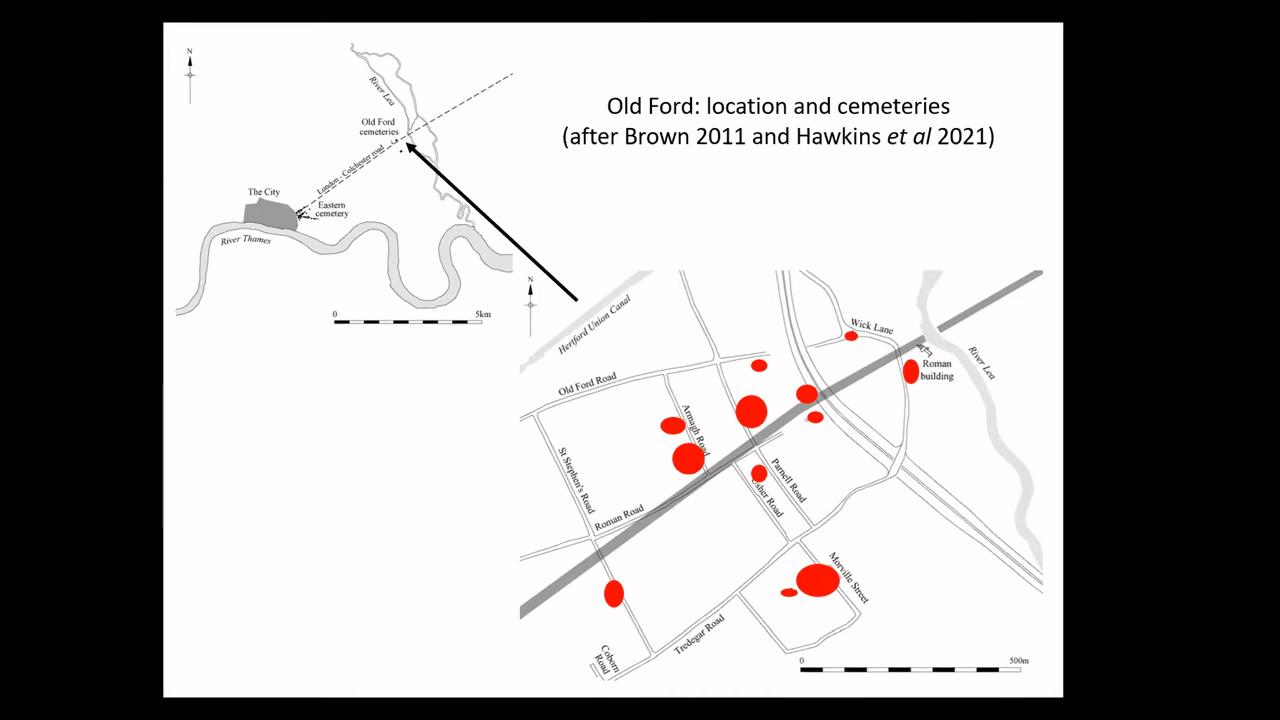 Old Ford: location and cemeteries
(after Brown 2011 and Hawkins et al 2021)
N
River Lea
Old Ford
cemeteries
London - Colchester road
The City
Eastern
cemetery
River Thames
0
5km
N
Hertford Union Canal
Wick Lane
River Lea
Roman
building
Old Ford Road
Armagh Road
St Stephen's Road
Parnell Road
Usher Road
Roman Road
Morville Street
Tredegar Road
Coborn
Road
0
500m